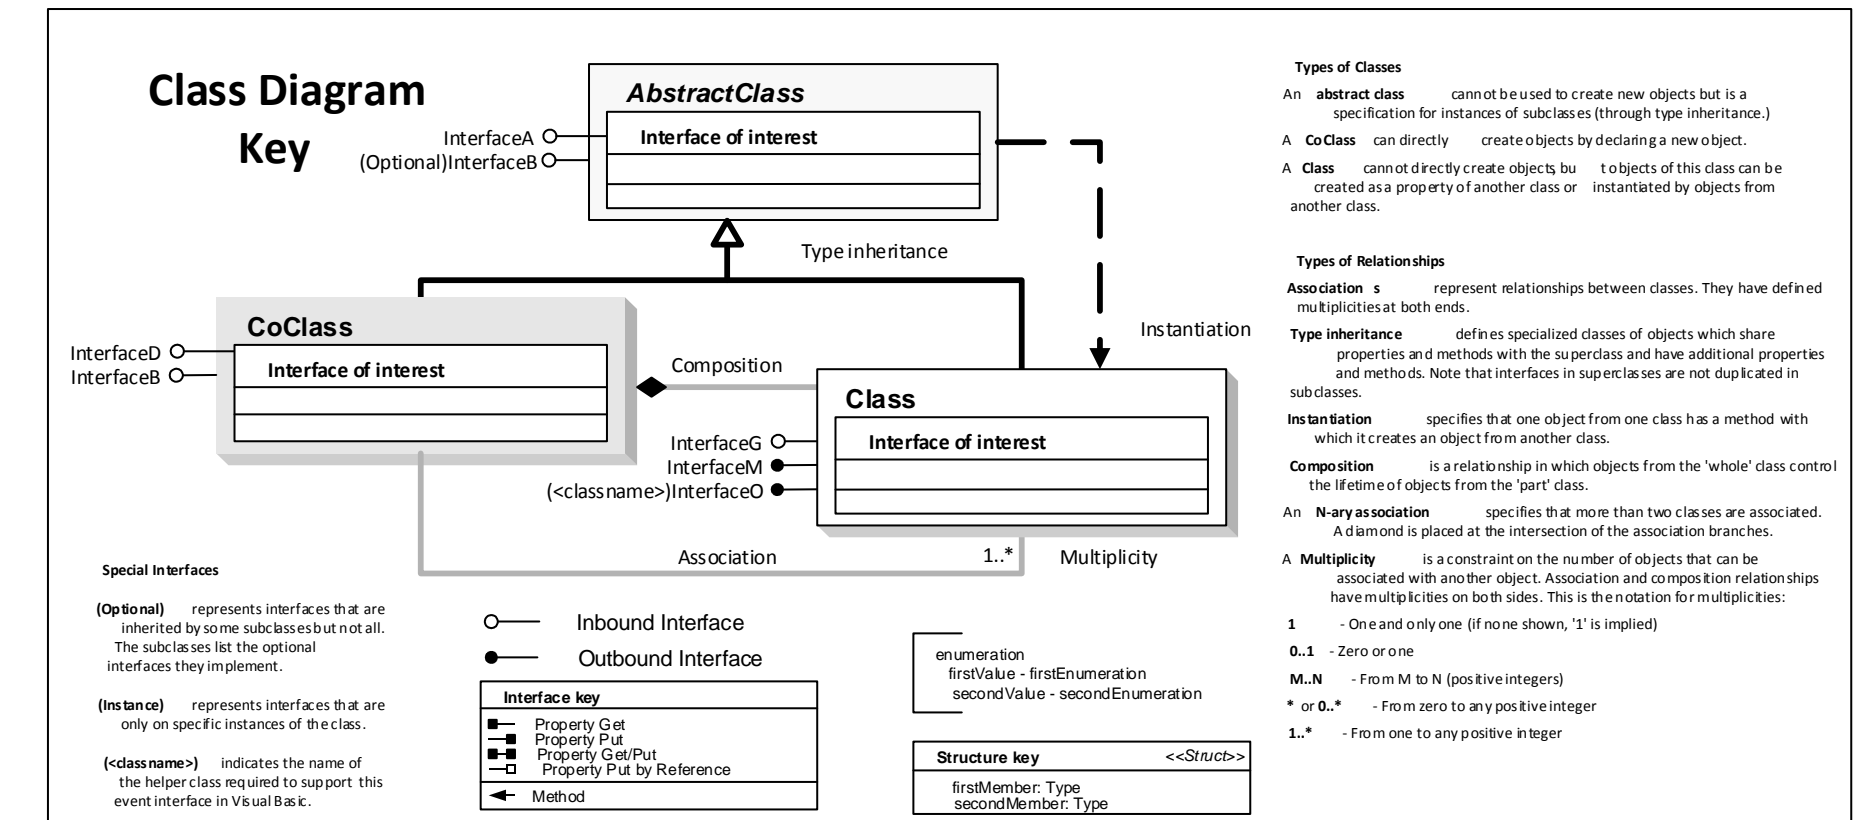 Class Diagram
Key
AbstractClass
Interface of interest
InterfaceA
(Optional)InterfaceB
Type inheritance
Instantiation
CoClass
Interface of interest
InterfaceD
InterfaceB
Composition
Class
Interface of interest
InterfaceG
InterfaceM
(<classname>)InterfaceO
Association
1..*
Multiplicity
Special Interfaces
(Optional) represents interfaces that are
inherited by some subclasses but not all.
The subclasses list the optional
interfaces they implement.
(Instance) represents interfaces that are
only on specific instances of the class.
(<classname>) indicates the name of
the helper class required to support this
event interface in Visual Basic.
Inbound Interface
Outbound Interface
Interface key
Property Get
Property Put
Property Get/Put
Property Put by Reference
Method
enumeration
firstValue - firstEnumeration
secondValue - secondEnumeration
Structure key <<Struct>>
firstMember: Type
secondMember: Type
Types of Classes
An abstract class cannot be used to create new objects but is a
specification for instances of subclasses (through type inheritance.)
A CoClass can directly create objects by declaring a new object.
A Class cannot directly create objects, bu t objects of this class can be
created as a property of another class or instantiated by objects from
another class.
Types of Relationships
Association s represent relationships between classes. They have defined
multiplicities at both ends.
Type inheritance defines specialized classes of objects which share
properties and methods with the superclass and have additional properties
and methods. Note that interfaces in superclasses are not duplicated in
subclasses.
Instantiation specifies that one object from one class has a method with
which it creates an object from another class.
Composition is a relationship in which objects from the 'whole' class control
the lifetime of objects from the 'part' class.
An N-ary association specifies that more than two classes are associated.
A diamond is placed at the intersection of the association branches.
A Multiplicity is a constraint on the number of objects that can be
associated with another object. Association and composition relationships
have multiplicities on both sides. This is the notation for multiplicities:
1 - One and only one (if none shown, '1' is implied)
0..1 - Zero or one
M..N - From M to N (positive integers)
* or 0..* - From zero to any positive integer
1..* - From one to any positive integer